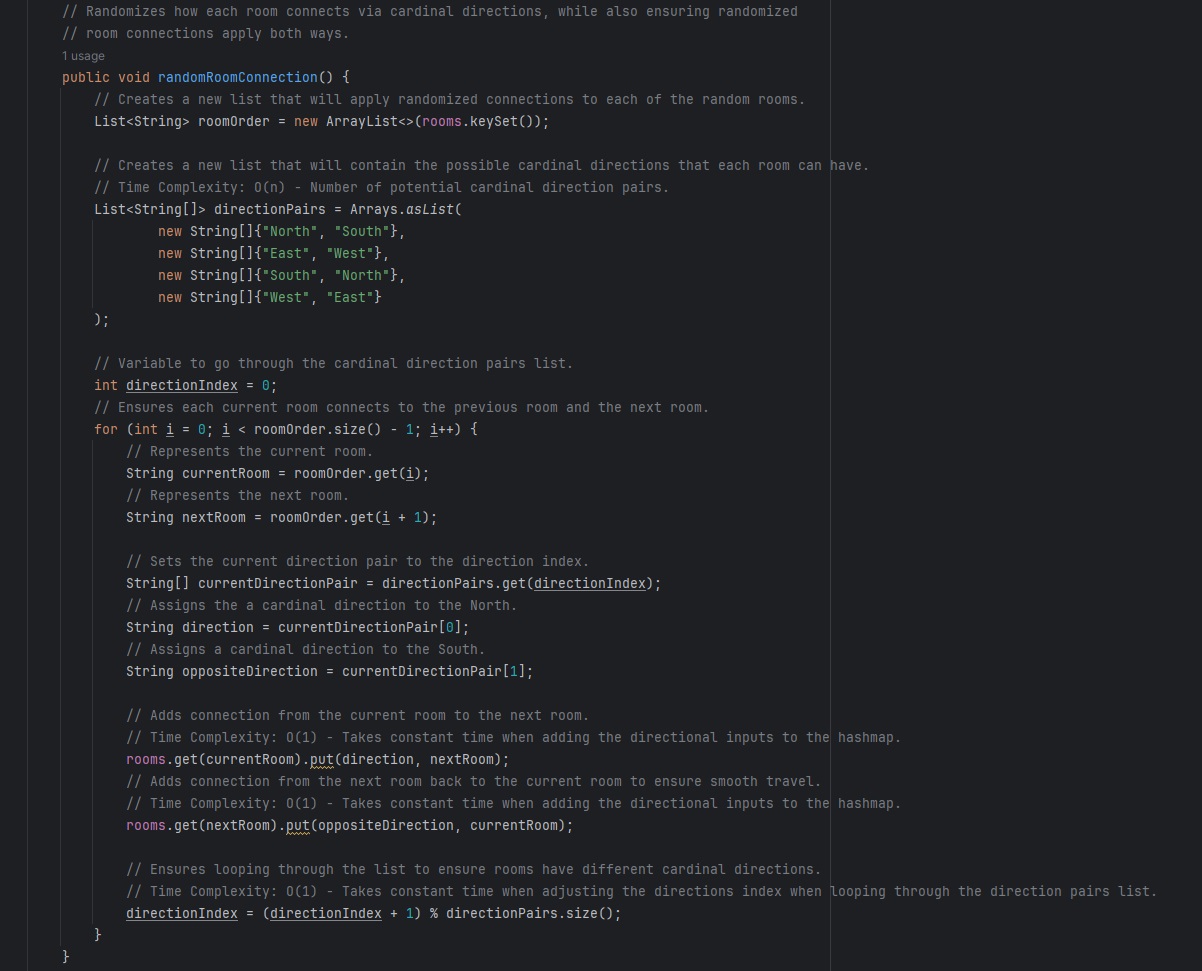 // Randomizes how each room connects via cardinal directions, while also ensuring randomized
// room connections apply both ways.
1 usage
public void randomRoomConnection() {
// Creates a new list that will apply randomized connections to each of the random rooms.
List<String> roomOrder = new ArrayList<>(rooms.keySet());
// Creates a new list that will contain the possible cardinal directions that each room can have.
// Time Complexity: O(n) - Number of potential cardinal direction pairs.
List<String[]> directionPairs = Arrays.asList(
new String[]{"North", "South"},
new String[]{"East", "West"},
new String[]{"South", "North"},
new String[]{"West", "East"}
);
// Variable to go through the cardinal direction pairs list.
int directionIndex = 0;
// Ensures each current room connects to the previous room and the next room.
for (int i = 0; i < roomOrder.size() - 1; i++) {
// Represents the current room.
String currentRoom = roomOrder.get(i);
// Represents the next room.
String nextRoom = roomOrder.get(i + 1);
// Sets the current direction pair to the direction index.
String[] currentDirectionPair = directionPairs.get(directionIndex);
// Assigns the a cardinal direction to the North.
String direction = currentDirectionPair[0];
// Assigns a cardinal direction to the South.
String oppositeDirection = currentDirectionPair[1];
// Adds connection from the current room to the next room.
// Time Complexity: O(1) - Takes constant time when adding the directional inputs to the hashmap.
rooms.get(currentRoom).put(direction, nextRoom);
// Adds connection from the next room back to the current room to ensure smooth travel.
// Time Complexity: O(1) - Takes constant time when adding the directional inputs to the hashmap.
rooms.get(nextRoom).put(oppositeDirection, currentRoom);
// Ensures looping through the list to ensure rooms have different cardinal directions.
// Time Complexity: O(1) - Takes constant time when adjusting the directions index when looping through the direction pairs list.
directionIndex = (directionIndex + 1) % directionPairs.size();
}
}